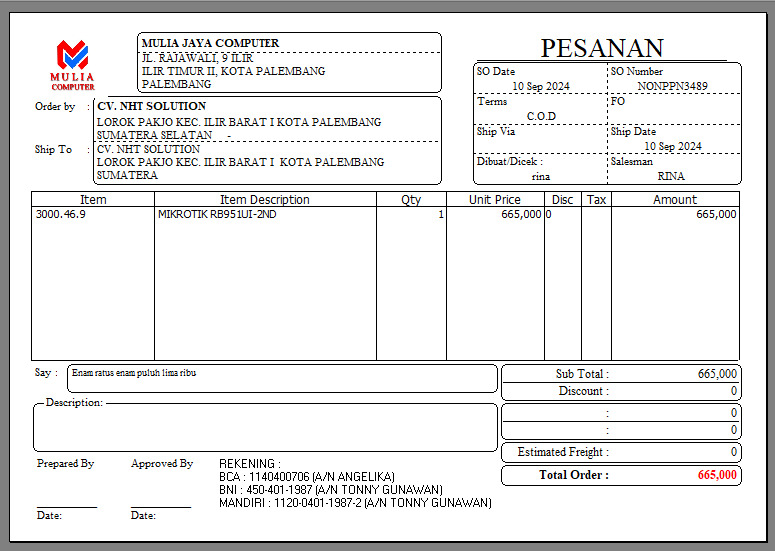 MULIA
COMPUTER
MULIA JAYA COMPUTER
JL. RAJAWALI, 9 ILIR
ILIR TIMUR II, KOTA PALEMBANG
PALEMBANG
Order by :
CV. NHT SOLUTION
LOROK PAKJO KEC. ILIR BARAT I KOTA PALEMBANG
SUMATERA SELATAN -
Ship To :
CV. NHT SOLUTION
LOROK PAKJO KEC. ILIR BARAT I KOTA PALEMBANG
SUMATERA
PESANAN
SO Date
10 Sep 2024
SO Number
NONPPN3489
Terms
C.O.D
FO
Ship Via
Ship Date
10 Sep 2024
Dibuat/Dicek :
rina
Salesman
RINA
Item Item Description Qty Unit Price Disc Tax Amount
3000.46.9 MIKROTIK RB951UI-2ND 1 665,000 0 665,000
Say : Enam ratus enam puluh lima ribu
Description:
Sub Total : 665,000
Discount : 0
: 0
: 0
Estimated Freight : 0
Total Order : 665,000
Prepared By
Date:
Approved By
Date:
REKENING :
BCA : 1140400706 (A/N ANGELIKA)
BNI : 450-401-1987 (A/N TONNY GUNAWAN)
MANDIRI : 1120-0401-1987-2 (A/N TONNY GUNAWAN)